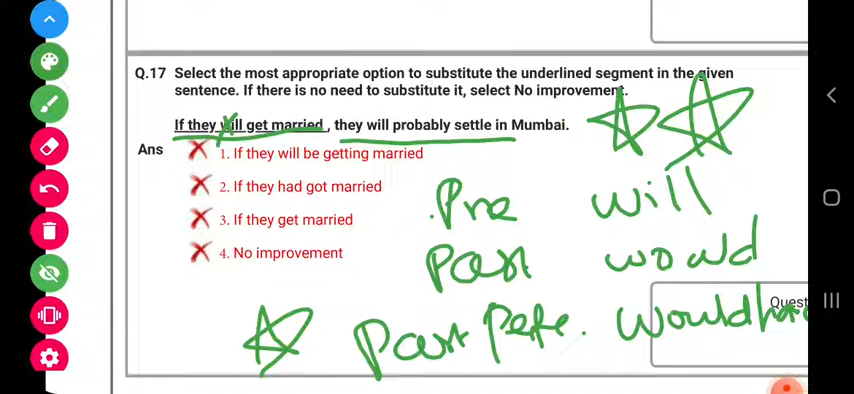 Q.17 Select the most appropriate option to substitute the underlined segment in the given
sentence. If there is no need to substitute it, select No improvement.
If they will get married, they will probably settle in Mumbai.
Ans 1. If they will be getting married
2. If they had got married
3. If they get married
4. No improvement
Pre will
Past would
Quest
Past Perfe. Would have